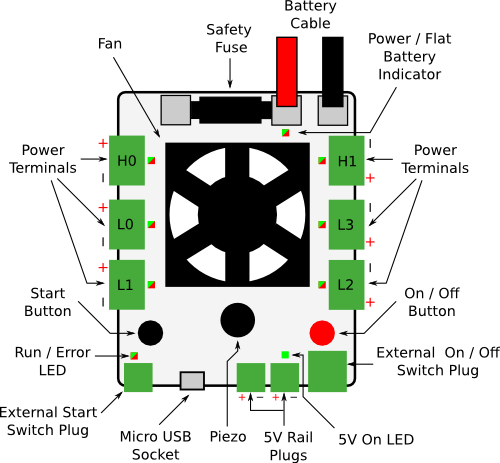 Battery
Cable
Safety
Fuse
Fan
Power / Flat
Battery
Indicator
Power
Terminals
Power
Terminals
+
H0
-
-
H1
+
+
L0
-
-
L3
+
+
L1
-
-
L2
+
Start
Button
On / Off
Button
Run / Error
LED
External On / Off
Switch Plug
+ -
+ -
External Start
Switch Plug
Micro USB
Socket
Piezo
5V Rail
Plugs
5V On LED